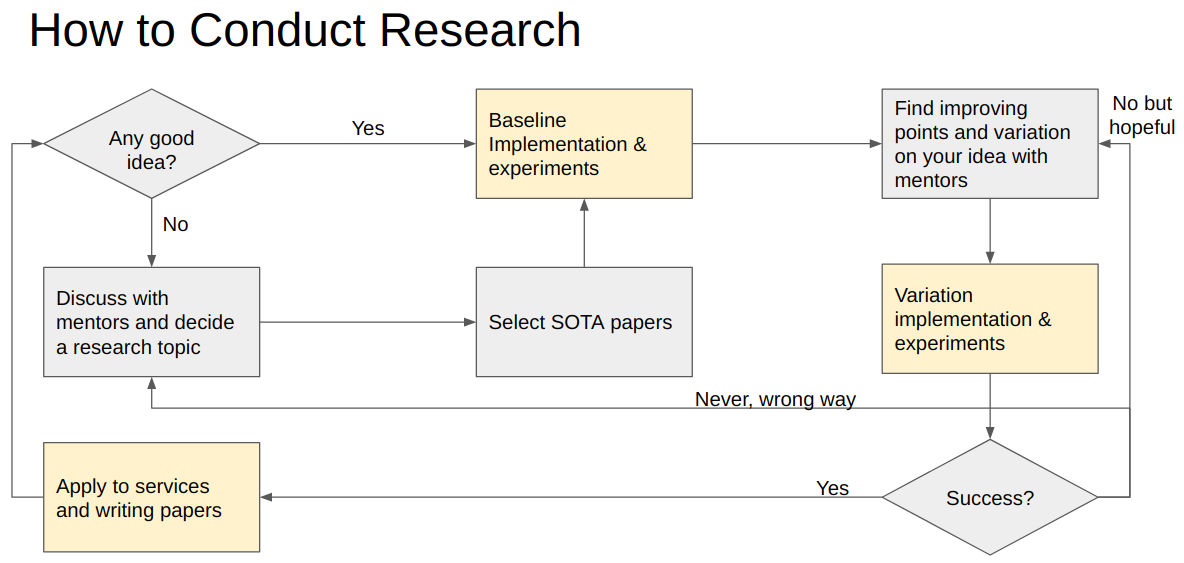 How to Conduct Research
Any good
idea?
Yes
Baseline
Implementation &
experiments
Find improving
points and variation
on your idea with
mentors
No but
hopeful
No
Discuss with
mentors and decide
a research topic
Select SOTA papers
Variation
implementation &
experiments
Never, wrong way
Apply to services
and writing papers
Yes
Success?